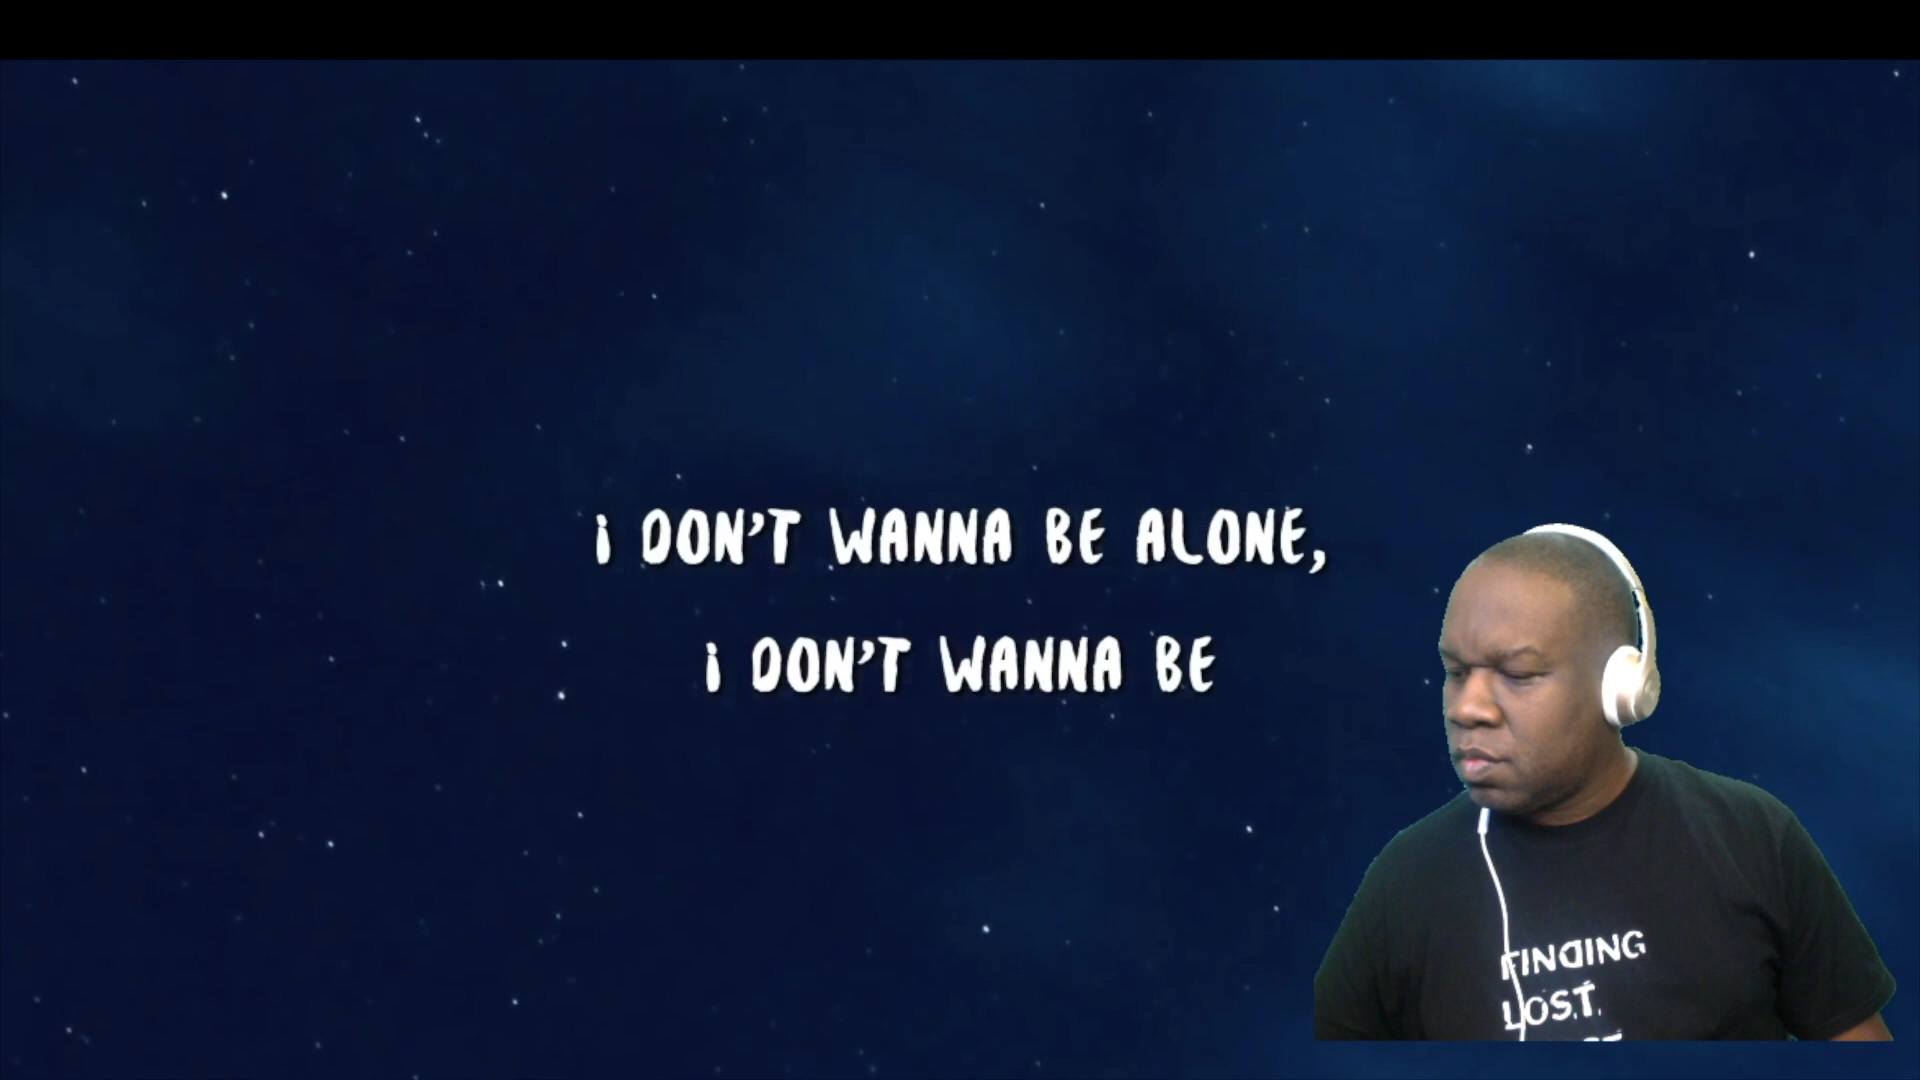 i DON'T WANNA BE ALONE,
i DON'T WANNA BE
FINDING
LOST.